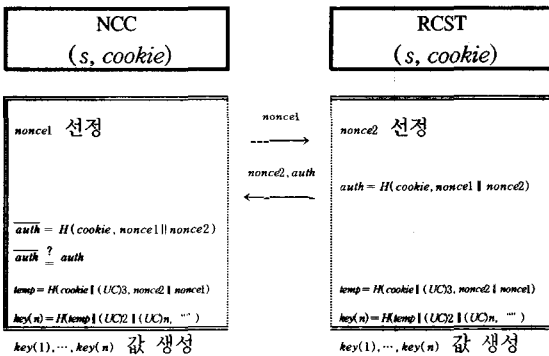 NCC
(s, cookie)
RCST
(s, cookie)
nonce1 선정
nonce1
nonce2 선정
nonce2, auth
auth = H(cookie, nonce1 ∥ nonce2)
auth = H(cookie, nonce1 ∥ nonce2)
auth ?= auth
temp = H(cookie ∥ (UC)3, nonce2 ∥ nonce1)
key(n) = H(temp ∥ (UC)2 ∥ (UC)n, "")
key(1), ⋯, key(n) 값 생성
temp = H(cookie ∥ (UC)3, nonce2 ∥ nonce1)
key(n) = H(temp ∥ (UC)2 ∥ (UC)n, "")
key(1), ⋯, key(n) 값 생성